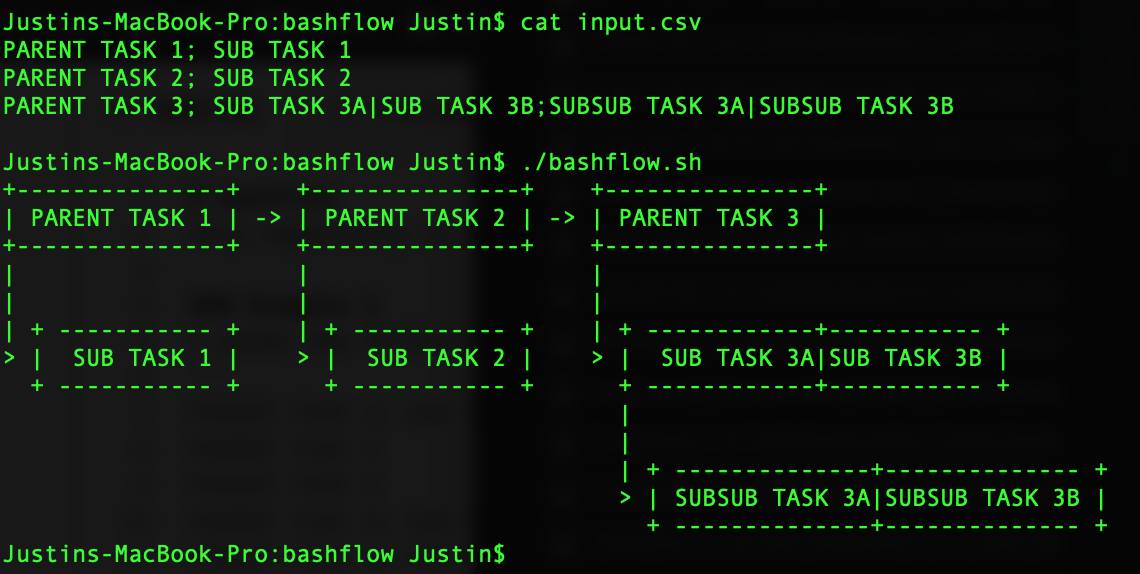 Justins-MacBook-Pro:bashflow Justin$ cat input.csv
PARENT TASK 1; SUB TASK 1
PARENT TASK 2; SUB TASK 2
PARENT TASK 3; SUB TASK 3A|SUB TASK 3B;SUBSUB TASK 3A|SUBSUB TASK 3B

Justins-MacBook-Pro:bashflow Justin$ ./bashflow.sh
+---------------+    +---------------+    +---------------+
| PARENT TASK 1 | -> | PARENT TASK 2 | -> | PARENT TASK 3 |
+---------------+    +---------------+    +---------------+
|                    |                    |
|                    |                    |
| + ----------- +    | + ----------- +    | + ------------+----------- +
> |  SUB TASK 1 |    > |  SUB TASK 2 |    > |  SUB TASK 3A|SUB TASK 3B |
  + ----------- +      + ----------- +      + ------------+----------- +
                                            |
                                            |
                                            | + --------------+-------------- +
                                            > | SUBSUB TASK 3A|SUBSUB TASK 3B |
                                              + --------------+-------------- +
Justins-MacBook-Pro:bashflow Justin$